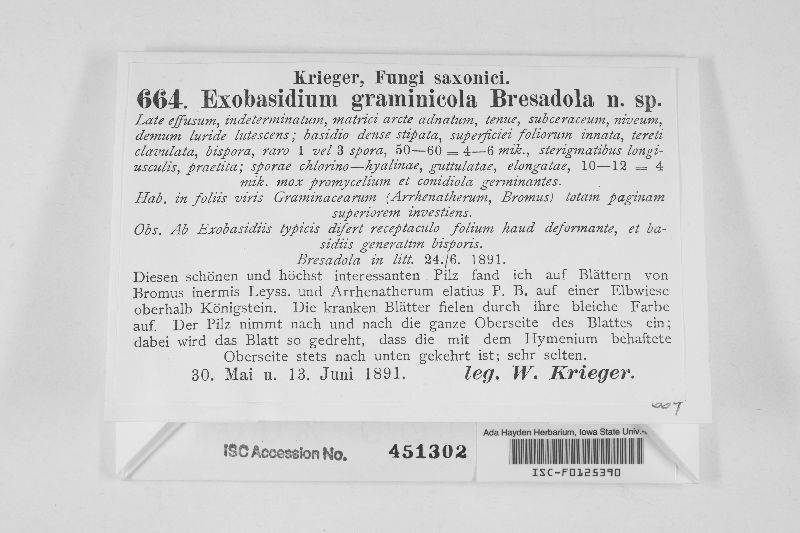 Krieger, Fungi saxonici.
664. Exobasidium graminicola Bresadola n. sp.
Late effusum, indeterminatum, matrici arcte adnatum, tenue, subceraceum, niveum,
demum luride lutescens; basidio dense stipata, superficiei foliorum innata, tereti
clavulata, bispora, raro 1 vel 3 spora, 50—60 = 4—6 mik., sterigmatibus longi-
usculis, praetita; sporae chlorino—hyalinae, guttulatae, elongatae, 10—12 = 4
mik. mox promycelium et conidiola germinantes.
Hab. in foliis viris Graminacearum (Arrhenatherum, Bromus) totam paginam
superiorem investiens.
Obs. Ab Exobasidiis typicis difert receptaculo folium haud deformante, et ba-
sidiis generatim bisporis.
Bresadola in litt. 24./6. 1891.
Diesen schönen und höchst interessanten Pilz fand ich auf Blättern von
Bromus inermis Leyss. und Arrhenatherum elatius P. B. auf einer Elbwiese
oberhalb Königstein. Die kranken Blätter fielen durch ihre bleiche Farbe
auf. Der Pilz nimmt nach und nach die ganze Oberseite des Blattes ein;
dabei wird das Blatt so gedreht, dass die mit dem Hymenium behaftete
Oberseite stets nach unten gekehrt ist; sehr selten.
30. Mai u. 13. Juni 1891. leg. W. Krieger.
ISC Accession No. 451302
Ada Hayden Herbarium, Iowa State Univ.
ISC-F0125390